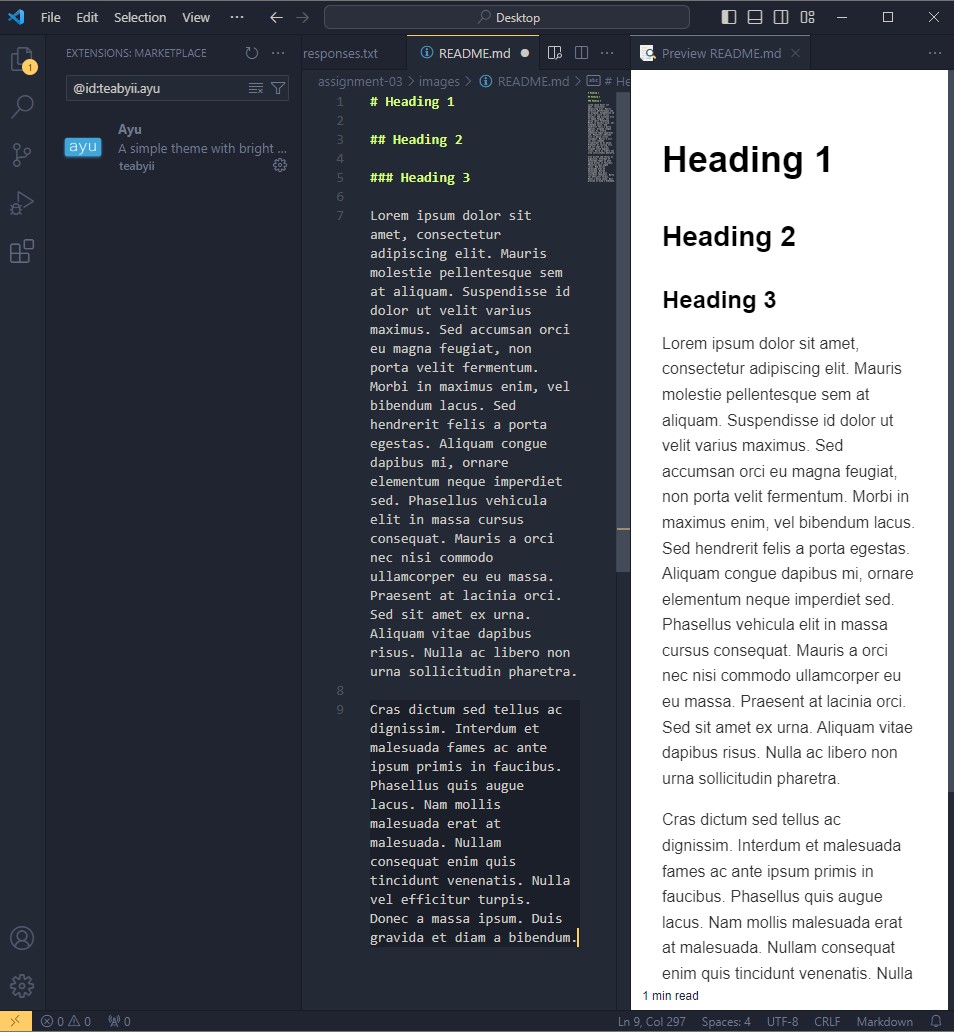 File Edit Selection View ··· Desktop
EXTENSIONS: MARKETPLACE ···
1
@id:teabyii.ayu
ayu
Ayu
A simple theme with bright ...
teabyii
responses.txt README.md ···
assignment-03 > images > README.md > # He
1 # Heading 1
2
3 ## Heading 2
4
5 ### Heading 3
6
7 Lorem ipsum dolor sit
amet, consectetur
adipiscing elit. Mauris
molestie pellentesque sem
at aliquam. Suspendisse id
dolor ut velit varius
maximus. Sed accumsan orci
eu magna feugiat, non
porta velit fermentum.
Morbi in maximus enim, vel
bibendum lacus. Sed
hendrerit felis a porta
egestas. Aliquam congue
dapibus mi, ornare
elementum neque imperdiet
sed. Phasellus vehicula
elit in massa cursus
consequat. Mauris a orci
nec nisi commodo
ullamcorper eu eu massa.
Praesent at lacinia orci.
Sed sit amet ex urna.
Aliquam vitae dapibus
risus. Nulla ac libero non
urna sollicitudin pharetra.
8
9 Cras dictum sed tellus ac
dignissim. Interdum et
malesuada fames ac ante
ipsum primis in faucibus.
Phasellus quis augue
lacus. Nam mollis
malesuada erat at
malesuada. Nullam
consequat enim quis
tincidunt venenatis. Nulla
vel efficitur turpis.
Donec a massa ipsum. Duis
gravida et diam a bibendum.
Preview README.md ···
Heading 1
Heading 2
Heading 3
Lorem ipsum dolor sit amet,
consectetur adipiscing elit. Mauris
molestie pellentesque sem at
aliquam. Suspendisse id dolor ut
velit varius maximus. Sed
accumsan orci eu magna feugiat,
non porta velit fermentum. Morbi in
maximus enim, vel bibendum lacus.
Sed hendrerit felis a porta egestas.
Aliquam congue dapibus mi, ornare
elementum neque imperdiet sed.
Phasellus vehicula elit in massa
cursus consequat. Mauris a orci
nec nisi commodo ullamcorper eu
eu massa. Praesent at lacinia orci.
Sed sit amet ex urna. Aliquam vitae
dapibus risus. Nulla ac libero non
urna sollicitudin pharetra.
Cras dictum sed tellus ac
dignissim. Interdum et malesuada
fames ac ante ipsum primis in
faucibus. Phasellus quis augue
lacus. Nam mollis malesuada erat
at malesuada. Nullam consequat
enim quis tincidunt venenatis. Nulla
1 min read
0 0 0 Ln 9, Col 297 Spaces: 4 UTF-8 CRLF Markdown